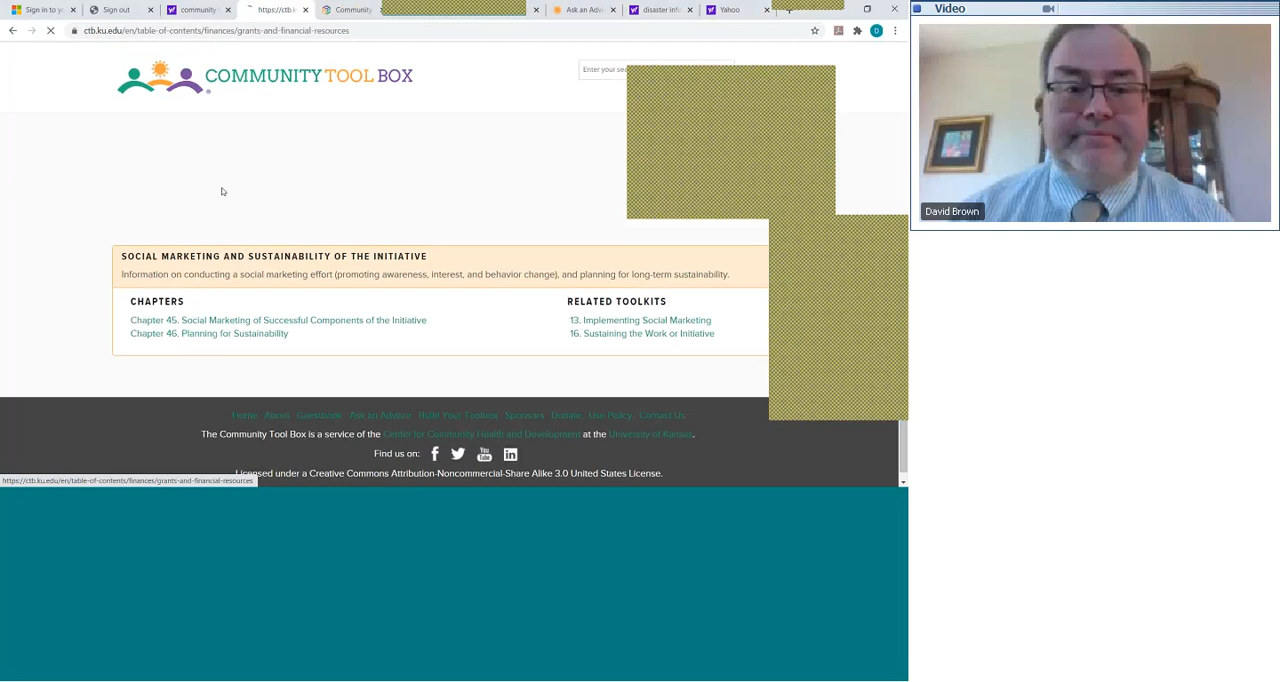 Sign in to yo
Sign out
community
https://ctb.k
Community
Ask an Adv
disaster info
Yahoo
Video
ctb.ku.edu/en/table-of-contents/finances/grants-and-financial-resources
D
COMMUNITY TOOL BOX
Enter your sea
SOCIAL MARKETING AND SUSTAINABILITY OF THE INITIATIVE
Information on conducting a social marketing effort (promoting awareness, interest, and behavior change), and planning for long-term sustainability.
CHAPTERS
Chapter 45. Social Marketing of Successful Components of the Initiative
Chapter 46. Planning for Sustainability
RELATED TOOLKITS
13. Implementing Social Marketing
16. Sustaining the Work or Initiative
David Brown
Home About Guestbook Ask an Advisor Build Your Toolbox Sponsors Donate Use Policy Contact Us
The Community Tool Box is a service of the Center for Community Health and Development at the University of Kansas.
Find us on:
Licensed under a Creative Commons Attribution-Noncommercial-Share Alike 3.0 United States License.
https://ctb.ku.edu/en/table-of-contents/finances/grants-and-financial-resources